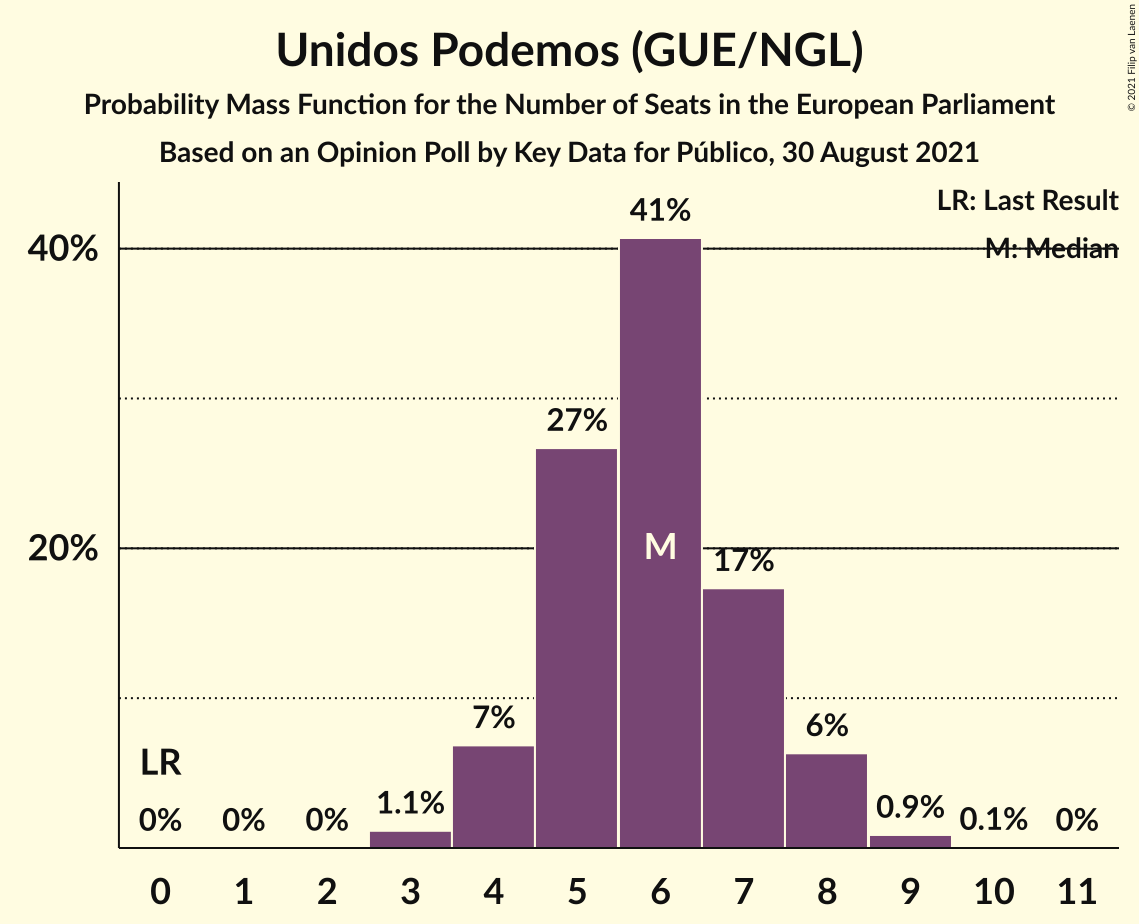 Unidos Podemos (GUE/NGL)
Probability Mass Function for the Number of Seats in the European Parliament
Based on an Opinion Poll by Key Data for Público, 30 August 2021
© 2021 Filip van Laenen
LR: Last Result
M: Median
40%
20%
41%
27%
M
17%
7%
6%
LR
1.1%
0.9%
0.1%
0%
0%
0%
0%
0 1 2 3 4 5 6 7 8 9 10 11